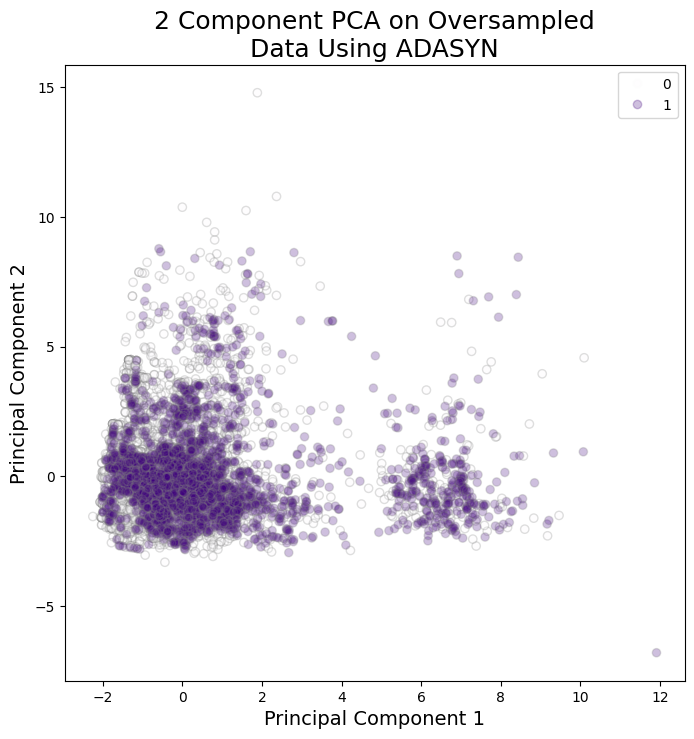 2 Component PCA on Oversampled
Data Using ADASYN
0
1
15
10
5
0
−5
Principal Component 2
−2 0 2 4 6 8 10 12
Principal Component 1